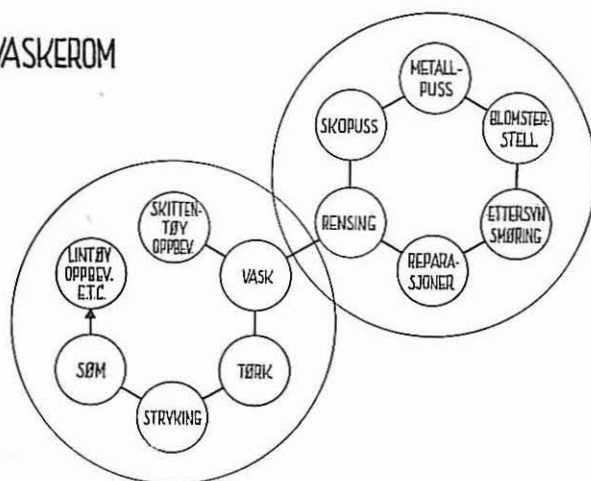 VASKEROM
METALL-
PUSS
SKOPUSS
BLOMSTER-
STELL
RENSING
ETTERSYN
SMØRING
REPARA-
SJONER
SKITTEN-
TØY
OPPBEV.
LINTØY
OPPBEV.
E.T.C.
VASK
SØM
TØRK
STRYKING